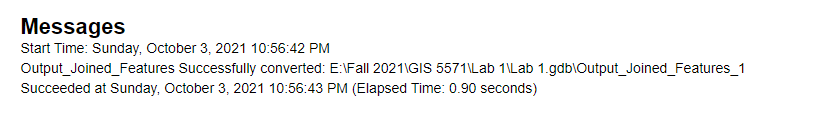 Messages
Start Time: Sunday, October 3, 2021 10:56:42 PM
Output_Joined_Features Successfully converted: E:\Fall 2021\GIS 5571\Lab 1\Lab 1.gdb\Output_Joined_Features_1
Succeeded at Sunday, October 3, 2021 10:56:43 PM (Elapsed Time: 0.90 seconds)